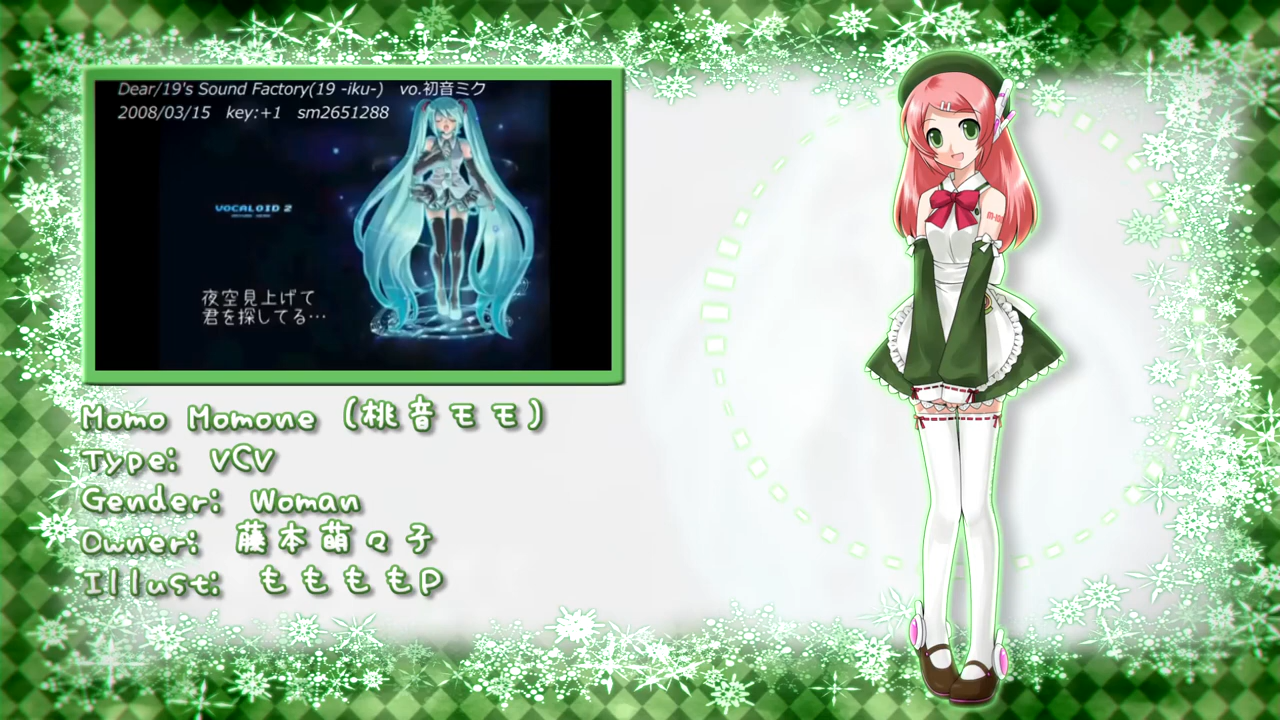 Dear/19's Sound Factory(19 -iku-) vo.初音ミク
2008/03/15 key:+1 sm2651288
VOCALOID 2
夜空見上げて
君を探してる…
Momo Momone (桃音モモ)
Type: VCV
Gender: Woman
Owner: 藤本萌々子
Illust: ももももP